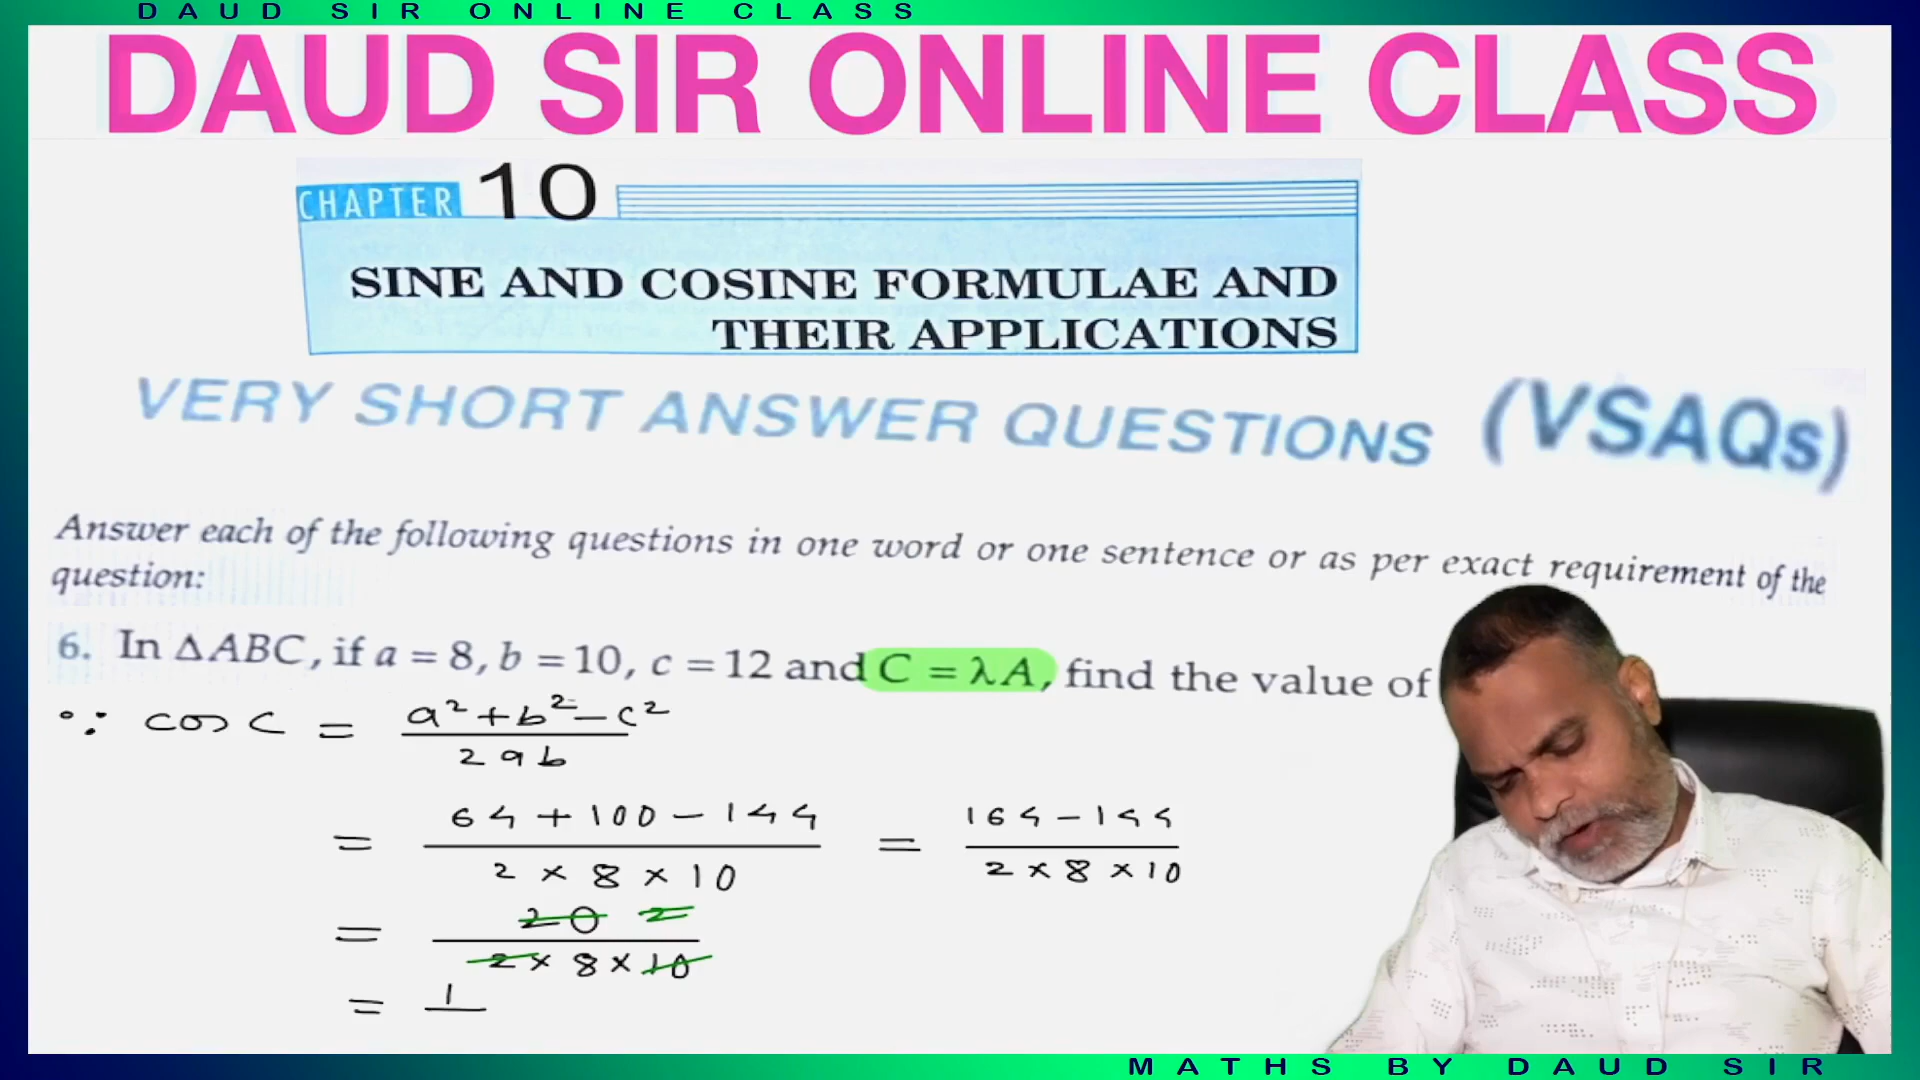 DAUD SIR ONLINE CLASS
DAUD SIR ONLINE CLASS
CHAPTER 10
SINE AND COSINE FORMULAE AND
THEIR APPLICATIONS
VERY SHORT ANSWER QUESTIONS (VSAQs)
Answer each of the following questions in one word or one sentence or as per exact requirement of the
question:
6. In ΔABC, if a = 8, b = 10, c = 12 and C = λA, find the value of
∵ cos C = a² + b² − c² / 2ab
= 64 + 100 − 144 / 2 × 8 × 10 = 164 − 144 / 2 × 8 × 10
= 20 2 / 2 × 8 × 10
= 1
MATHS BY DAUD SIR